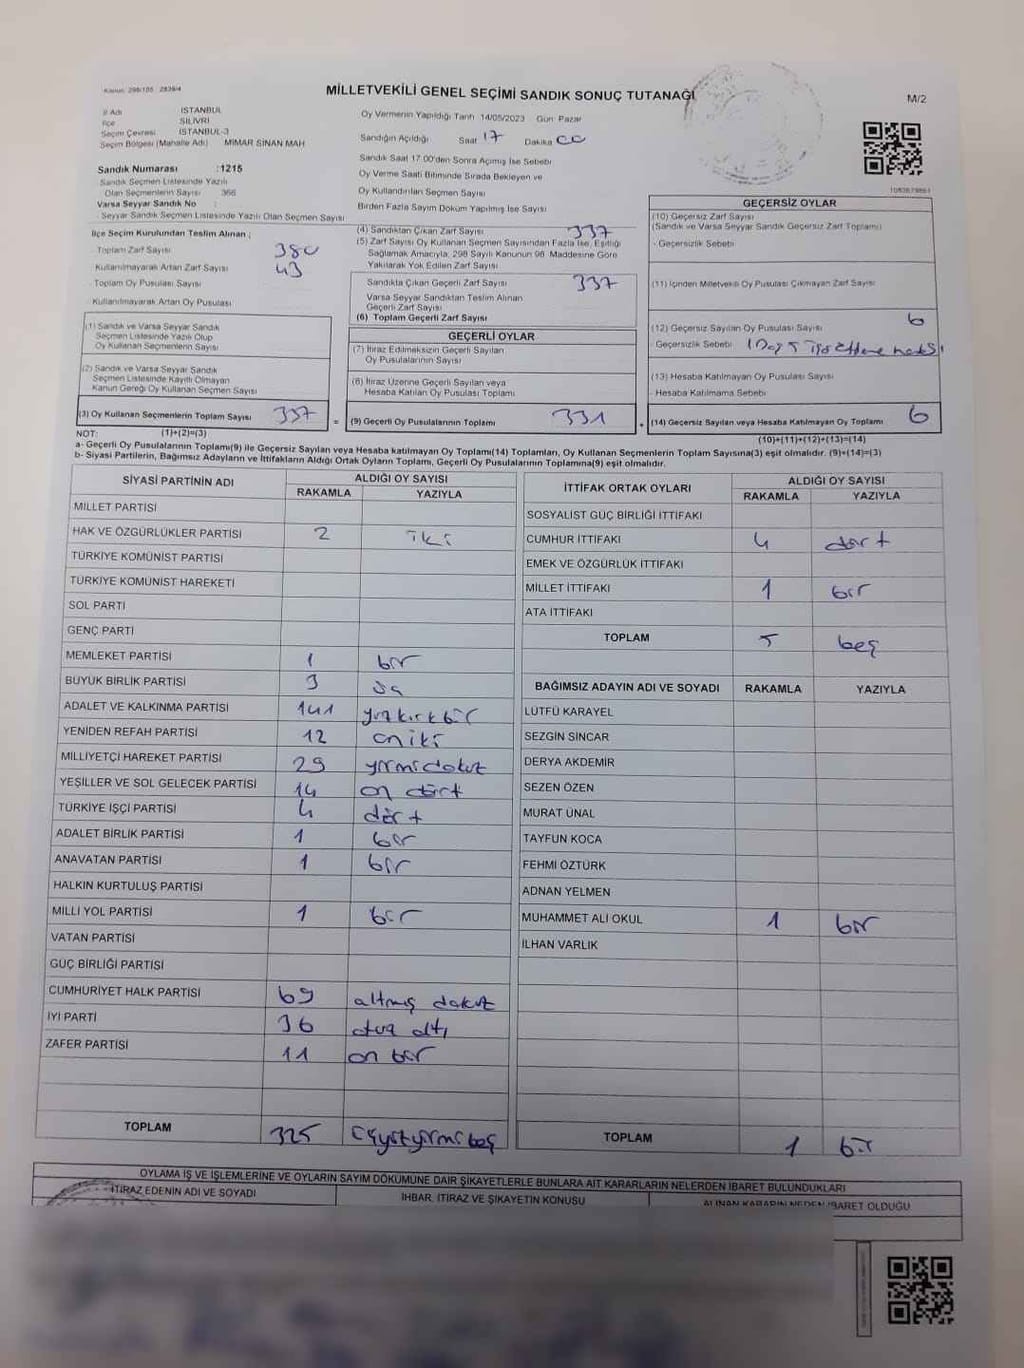 Kanun: 298/105 2839/4
MİLLETVEKİLİ GENEL SEÇİMİ SANDIK SONUÇ TUTANAĞI
M/2
İl Adı İSTANBUL
İlçe SİLİVRİ
Seçim Çevresi İSTANBUL-3
Seçim Bölgesi (Mahalle Adı) MİMAR SİNAN MAH
Sandık Numarası :1215
Sandık Seçmen Listesinde Yazılı
Olan Seçmenlerin Sayısı 366
Varsa Seyyar Sandık No :
Seyyar Sandık Seçmen Listesinde Yazılı Olan Seçmen Sayısı
Oy Vermenin Yapıldığı Tarih 14/05/2023 Gün: Pazar
Sandığın Açıldığı Saat 17 Dakika 00
Sandık Saat 17.00'den Sonra Açılmış İse Sebebi
Oy Verme Saati Bitiminde Sırada Bekleyen ve
Oy Kullandırılan Seçmen Sayısı
Birden Fazla Sayım Döküm Yapılmış İse Sayısı
İlçe Seçim Kurulundan Teslim Alınan ;
- Toplam Zarf Sayısı 380
- Kullanılmayarak Artan Zarf Sayısı 43
- Toplam Oy Pusulası Sayısı
- Kullanılmayarak Artan Oy Pusulası
(1) Sandık ve Varsa Seyyar Sandık
Seçmen Listesinde Yazılı Olup
Oy Kullanan Seçmenlerin Sayısı
(2) Sandık ve Varsa Seyyar Sandık
Seçmen Listesinde Kayıtlı Olmayan
Kanun Gereği Oy Kullanan Seçmen Sayısı
(3) Oy Kullanan Seçmenlerin Toplam Sayısı 337
(4) Sandıktan Çıkan Zarf Sayısı 337
(5) Zarf Sayısı Oy Kullanan Seçmen Sayısından Fazla İse, Eşitliği
Sağlamak Amacıyla, 298 Sayılı Kanunun 98. Maddesine Göre
Yakılarak Yok Edilen Zarf Sayısı
Sandıkta Çıkan Geçerli Zarf Sayısı 337
Varsa Seyyar Sandıktan Teslim Alınan
Geçerli Zarf Sayısı
(6) Toplam Geçerli Zarf Sayısı
GEÇERLİ OYLAR
(7) İtiraz Edilmeksizin Geçerli Sayılan
Oy Pusulalarının Sayısı
(8) İtiraz Üzerine Geçerli Sayılan veya
Hesaba Katılan Oy Pusulası Toplamı
= (9) Geçerli Oy Pusulalarının Toplamı 331
GEÇERSİZ OYLAR
(10) Geçersiz Zarf Sayısı
(Sandık ve Varsa Seyyar Sandık Geçersiz Zarf Toplamı)
- Geçersizlik Sebebi
(11) İçinden Milletvekili Oy Pusulası Çıkmayan Zarf Sayısı
(12) Geçersiz Sayılan Oy Pusulası Sayısı 6
- Geçersizlik Sebebi
(13) Hesaba Katılmayan Oy Pusulası Sayısı
- Hesaba Katılmama Sebebi
+ (14) Geçersiz Sayılan veya Hesaba Katılmayan Oy Toplamı 6
NOT: (1)+(2)=(3)
(10)+(11)+(12)+(13)=(14)
a- Geçerli Oy Pusulalarının Toplamı(9) ile Geçersiz Sayılan veya Hesaba katılmayan Oy Toplamı(14) Toplamları, Oy Kullanan Seçmenlerin Toplam Sayısına(3) eşit olmalıdır. (9)+(14)=(3)
b- Siyasi Partilerin, Bağımsız Adayların ve İttifakların Aldığı Ortak Oyların Toplamı, Geçerli Oy Pusulalarının Toplamına(9) eşit olmalıdır.
SİYASİ PARTİNİN ADI ALDIĞI OY SAYISI
RAKAMLA YAZIYLA
MİLLET PARTİSİ
HAK VE ÖZGÜRLÜKLER PARTİSİ 2 iki
TÜRKİYE KOMÜNİST PARTİSİ
TÜRKİYE KOMÜNİST HAREKETİ
SOL PARTİ
GENÇ PARTİ
MEMLEKET PARTİSİ 1 bir
BÜYÜK BİRLİK PARTİSİ 3 üç
ADALET VE KALKINMA PARTİSİ 141 yüzkırkbir
YENİDEN REFAH PARTİSİ 12 oniki
MİLLİYETÇİ HAREKET PARTİSİ 29 yirmidokuz
YEŞİLLER VE SOL GELECEK PARTİSİ 14 on dört
TÜRKİYE İŞÇİ PARTİSİ 4 dört
ADALET BİRLİK PARTİSİ 1 bir
ANAVATAN PARTİSİ 1 bir
HALKIN KURTULUŞ PARTİSİ
MİLLİ YOL PARTİSİ 1 bir
VATAN PARTİSİ
GÜÇ BİRLİĞİ PARTİSİ
CUMHURİYET HALK PARTİSİ 69 altmış dokuz
İYİ PARTİ 36 otuz altı
ZAFER PARTİSİ 11 on bir
TOPLAM 325 üçyüzyirmibeş
İTTİFAK ORTAK OYLARI ALDIĞI OY SAYISI
RAKAMLA YAZIYLA
SOSYALİST GÜÇ BİRLİĞİ İTTİFAKI
CUMHUR İTTİFAKI 4 dört
EMEK VE ÖZGÜRLÜK İTTİFAKI
MİLLET İTTİFAKI 1 bir
ATA İTTİFAKI
TOPLAM 5 beş
BAĞIMSIZ ADAYIN ADI VE SOYADI RAKAMLA YAZIYLA
LÜTFÜ KARAYEL
SEZGİN SİNCAR
DERYA AKDEMİR
SEZEN ÖZEN
MURAT ÜNAL
TAYFUN KOCA
FEHMİ ÖZTÜRK
ADNAN YELMEN
MUHAMMET ALİ OKUL 1 bir
İLHAN VARLIK
TOPLAM 1 bir
OYLAMA İŞ VE İŞLEMLERİNE VE OYLARIN SAYIM DÖKÜMÜNE DAİR ŞİKAYETLERLE BUNLARA AİT KARARLARIN NELERDEN İBARET BULUNDUKLARI
İTİRAZ EDENİN ADI VE SOYADI
İHBAR, İTİRAZ VE ŞİKAYETİN KONUSU
ALINAN KARARIN NEDEN İBARET OLDUĞU